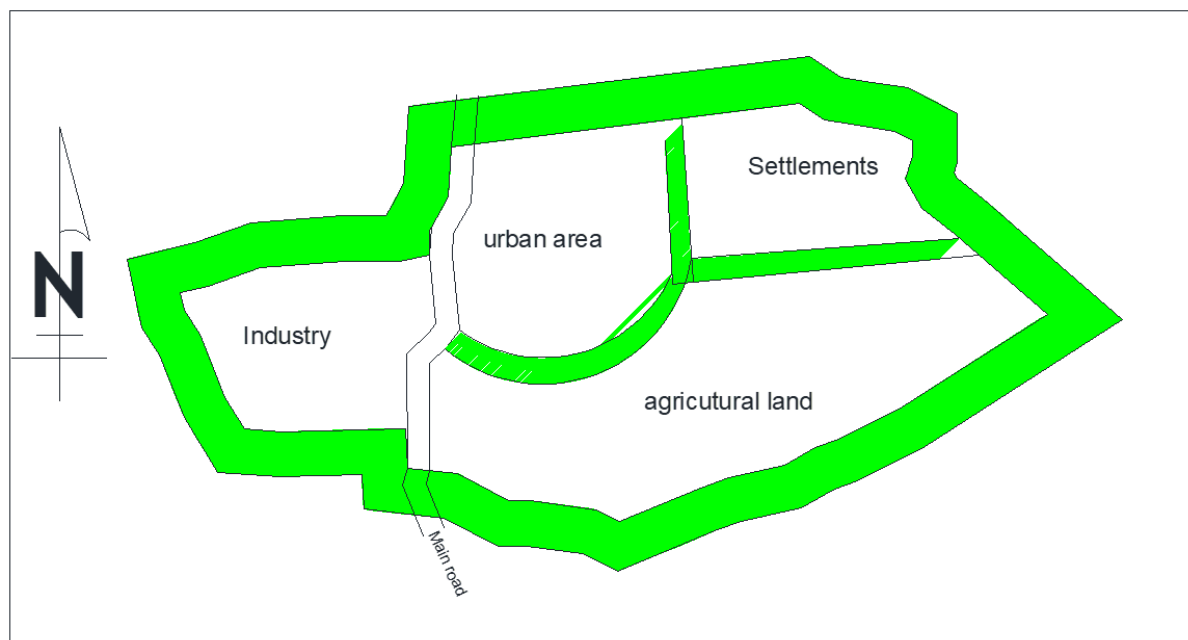 Settlements
urban area
N
Industry
agricutural land
Main road